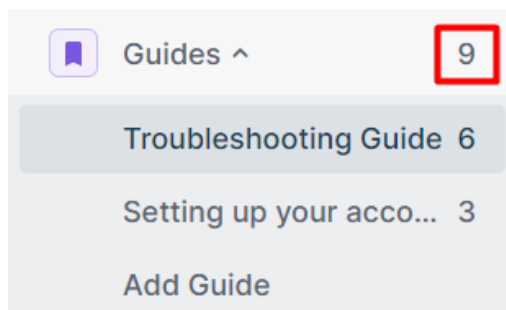 Guides 9
Troubleshooting Guide 6
Setting up your acco... 3
Add Guide